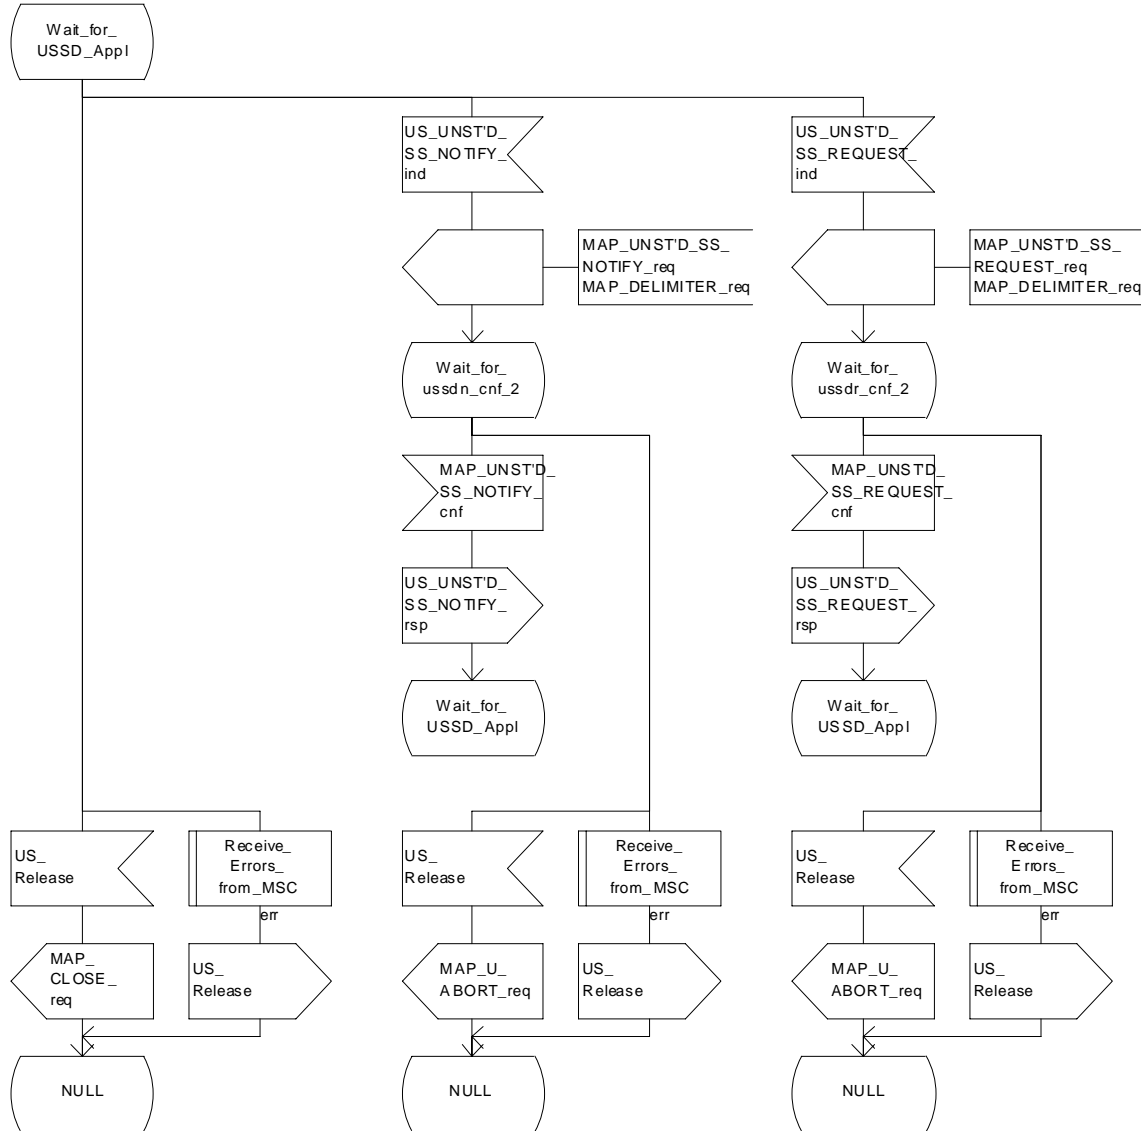 Wait_for_
USSD_Appl
US_UNST'D_
SS_NOTIFY_
ind
US_UNST'D_
SS_REQUEST_
ind
MAP_UNST'D_SS_
NOTIFY_req
MAP_DELIMITER_req
MAP_UNST'D_SS_
REQUEST_req
MAP_DELIMITER_req
Wait_for_
ussdn_cnf_2
Wait_for_
ussdr_cnf_2
MAP_UNST'D_
SS_NOTIFY_
cnf
MAP_UNST'D_
SS_REQUEST_
cnf
US_UNST'D_
SS_NOTIFY_
rsp
US_UNST'D_
SS_REQUEST_
rsp
Wait_for_
USSD_Appl
Wait_for_
USSD_Appl
US_
Release
Receive_
Errors_
from_MSC
err
US_
Release
Receive_
Errors_
from_MSC
err
US_
Release
Receive_
Errors_
from_MSC
err
MAP_
CLOSE_
req
US_
Release
MAP_U_
ABORT_req
US_
Release
MAP_U_
ABORT_req
US_
Release
NULL
NULL
NULL